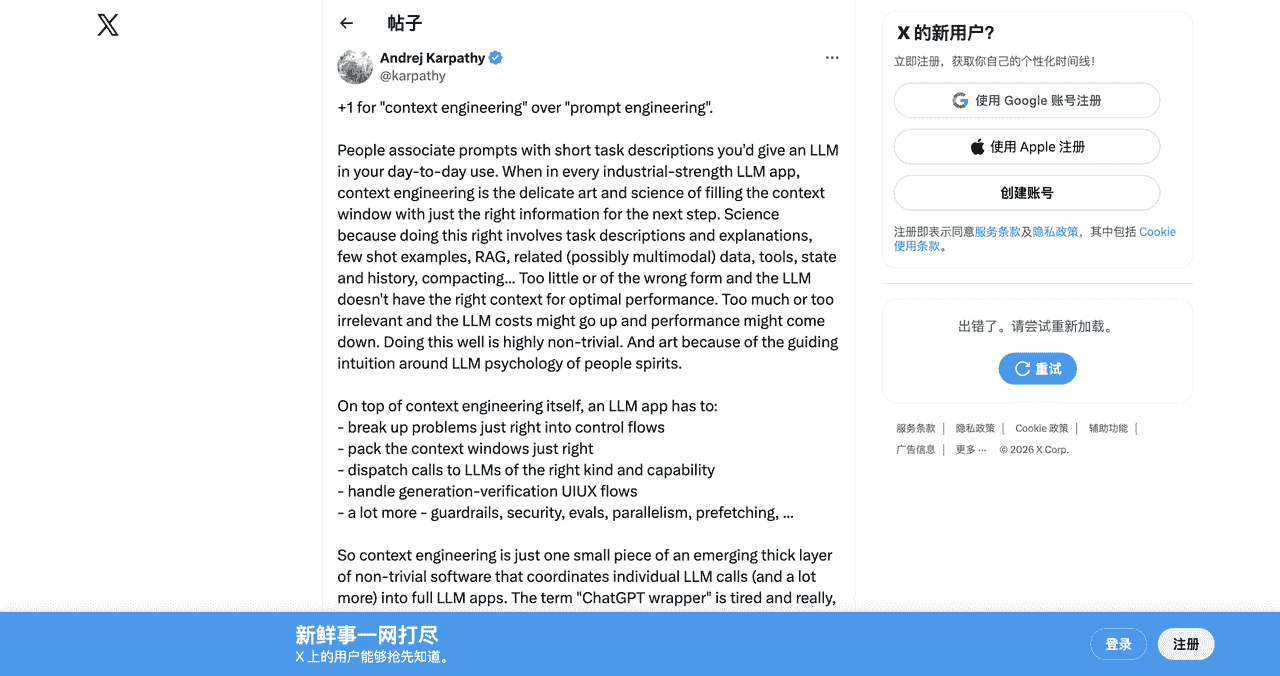 帖子
Andrej Karpathy
@karpathy
+1 for "context engineering" over "prompt engineering".
People associate prompts with short task descriptions you'd give an LLM
in your day-to-day use. When in every industrial-strength LLM app,
context engineering is the delicate art and science of filling the context
window with just the right information for the next step. Science
because doing this right involves task descriptions and explanations,
few shot examples, RAG, related (possibly multimodal) data, tools, state
and history, compacting... Too little or of the wrong form and the LLM
doesn't have the right context for optimal performance. Too much or too
irrelevant and the LLM costs might go up and performance might come
down. Doing this well is highly non-trivial. And art because of the guiding
intuition around LLM psychology of people spirits.
On top of context engineering itself, an LLM app has to:
- break up problems just right into control flows
- pack the context windows just right
- dispatch calls to LLMs of the right kind and capability
- handle generation-verification UIUX flows
- a lot more - guardrails, security, evals, parallelism, prefetching, ...
So context engineering is just one small piece of an emerging thick layer
of non-trivial software that coordinates individual LLM calls (and a lot
more) into full LLM apps. The term "ChatGPT wrapper" is tired and really,
X 的新用户?
立即注册，获取你自己的个性化时间线！
使用 Google 账号注册
使用 Apple 注册
创建账号
注册即表示同意服务条款及隐私政策，其中包括 Cookie
使用条款。
出错了。请尝试重新加载。
重试
服务条款 | 隐私政策 | Cookie 政策 | 辅助功能 |
广告信息 | 更多 ··· © 2026 X Corp.
新鲜事一网打尽
X 上的用户能够抢先知道。
登录
注册